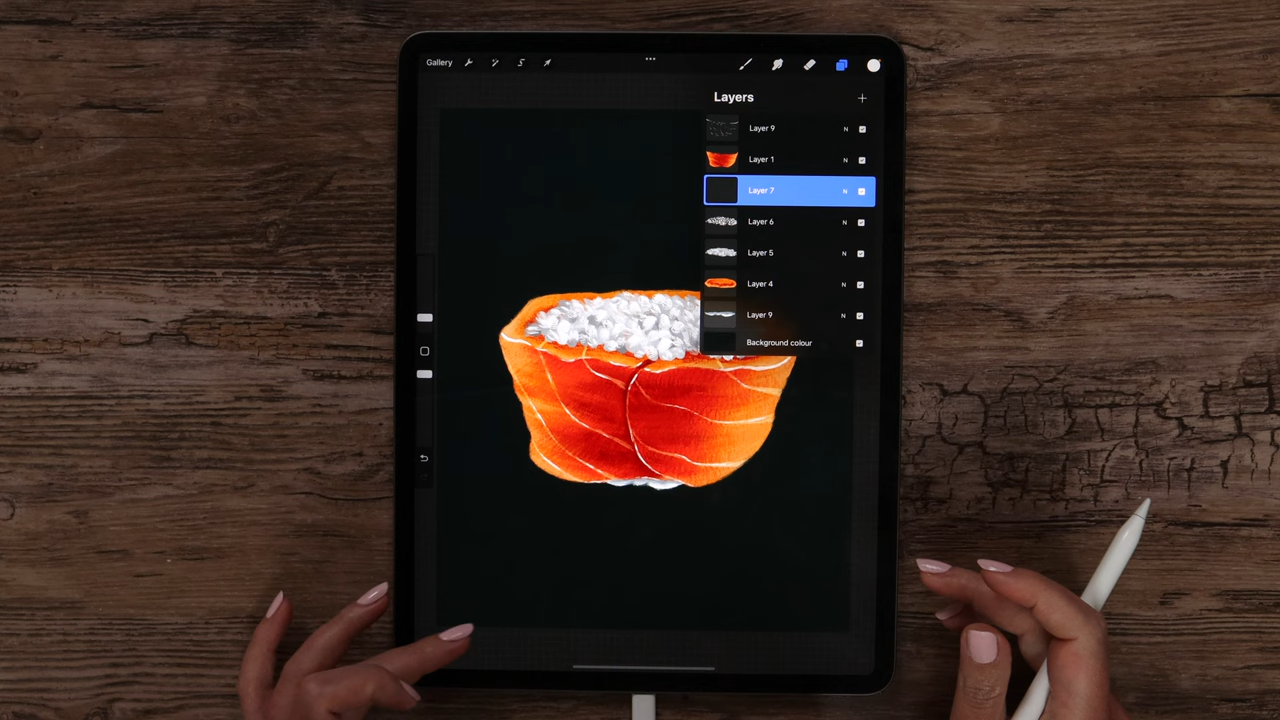 Gallery
Layers
Layer 9 N
Layer 1 N
Layer 7 N
Layer 6 N
Layer 5 N
Layer 4 N
Layer 9 N
Background colour